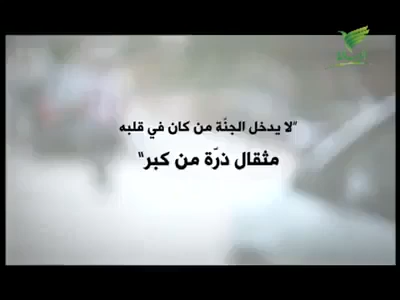 "لا يدخل الجنّة من كان في قلبه
مثقال ذرّة من كبر"